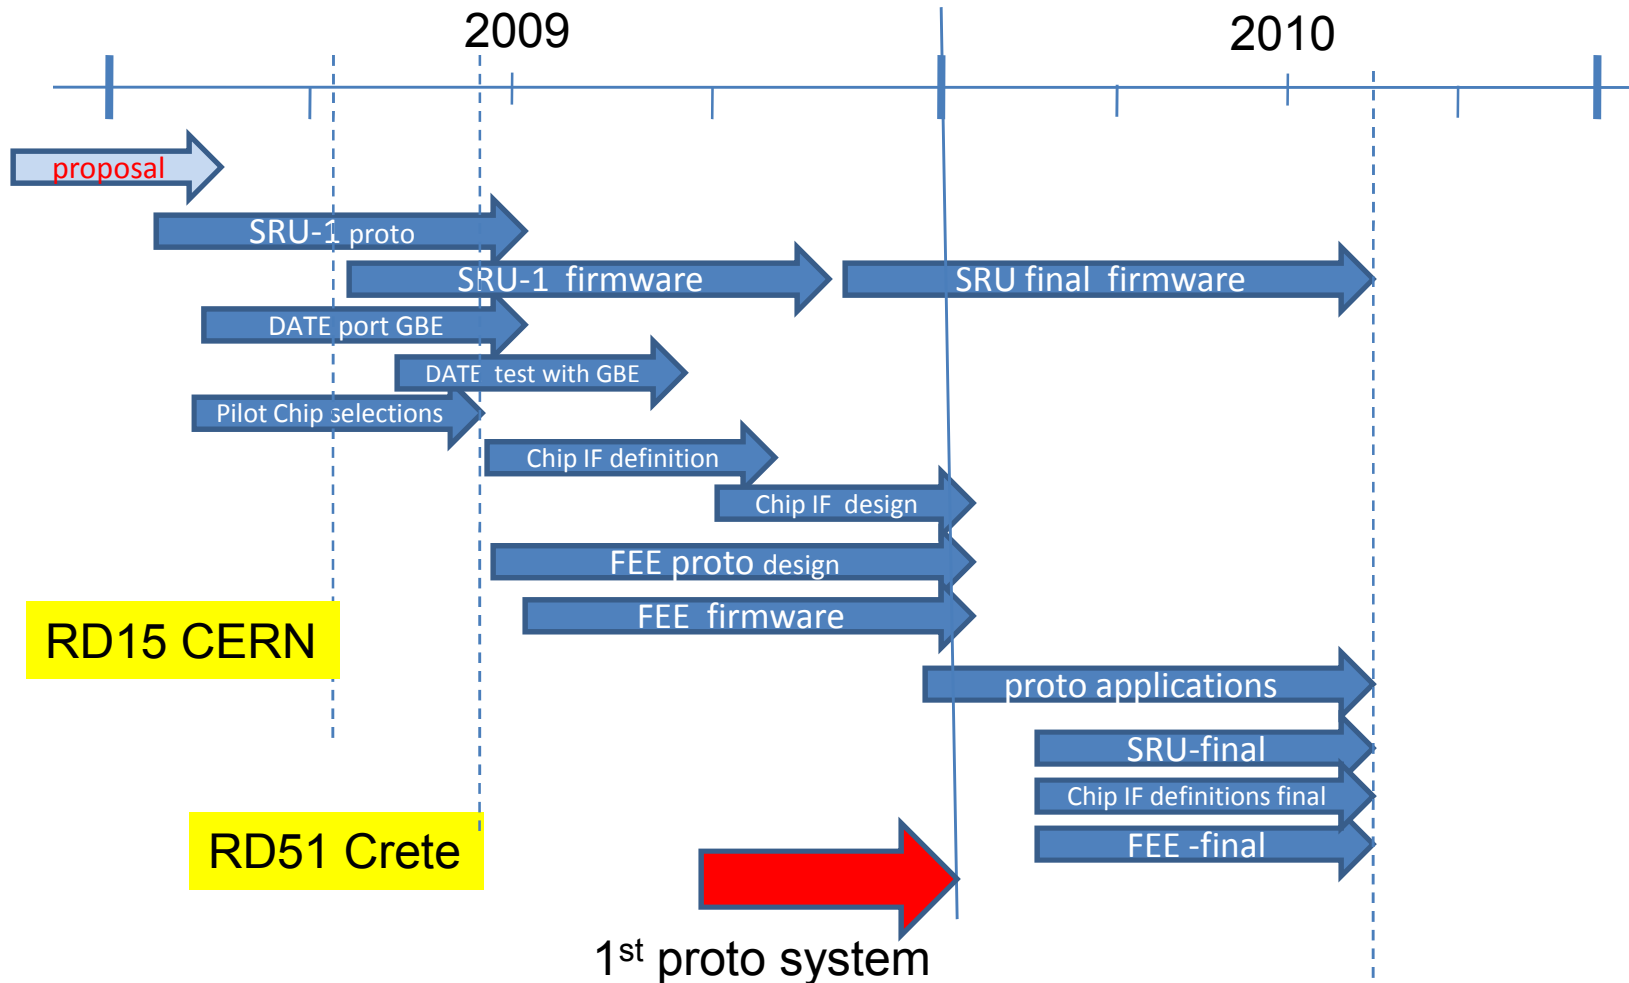 2009
2010
proposal
SRU-1 proto
SRU-1 firmware
SRU final firmware
DATE port GBE
DATE test with GBE
Pilot Chip selections
Chip IF definition
Chip IF design
FEE proto design
FEE firmware
RD15 CERN
proto applications
SRU-final
Chip IF definitions final
RD51 Crete
FEE -final
1st proto system